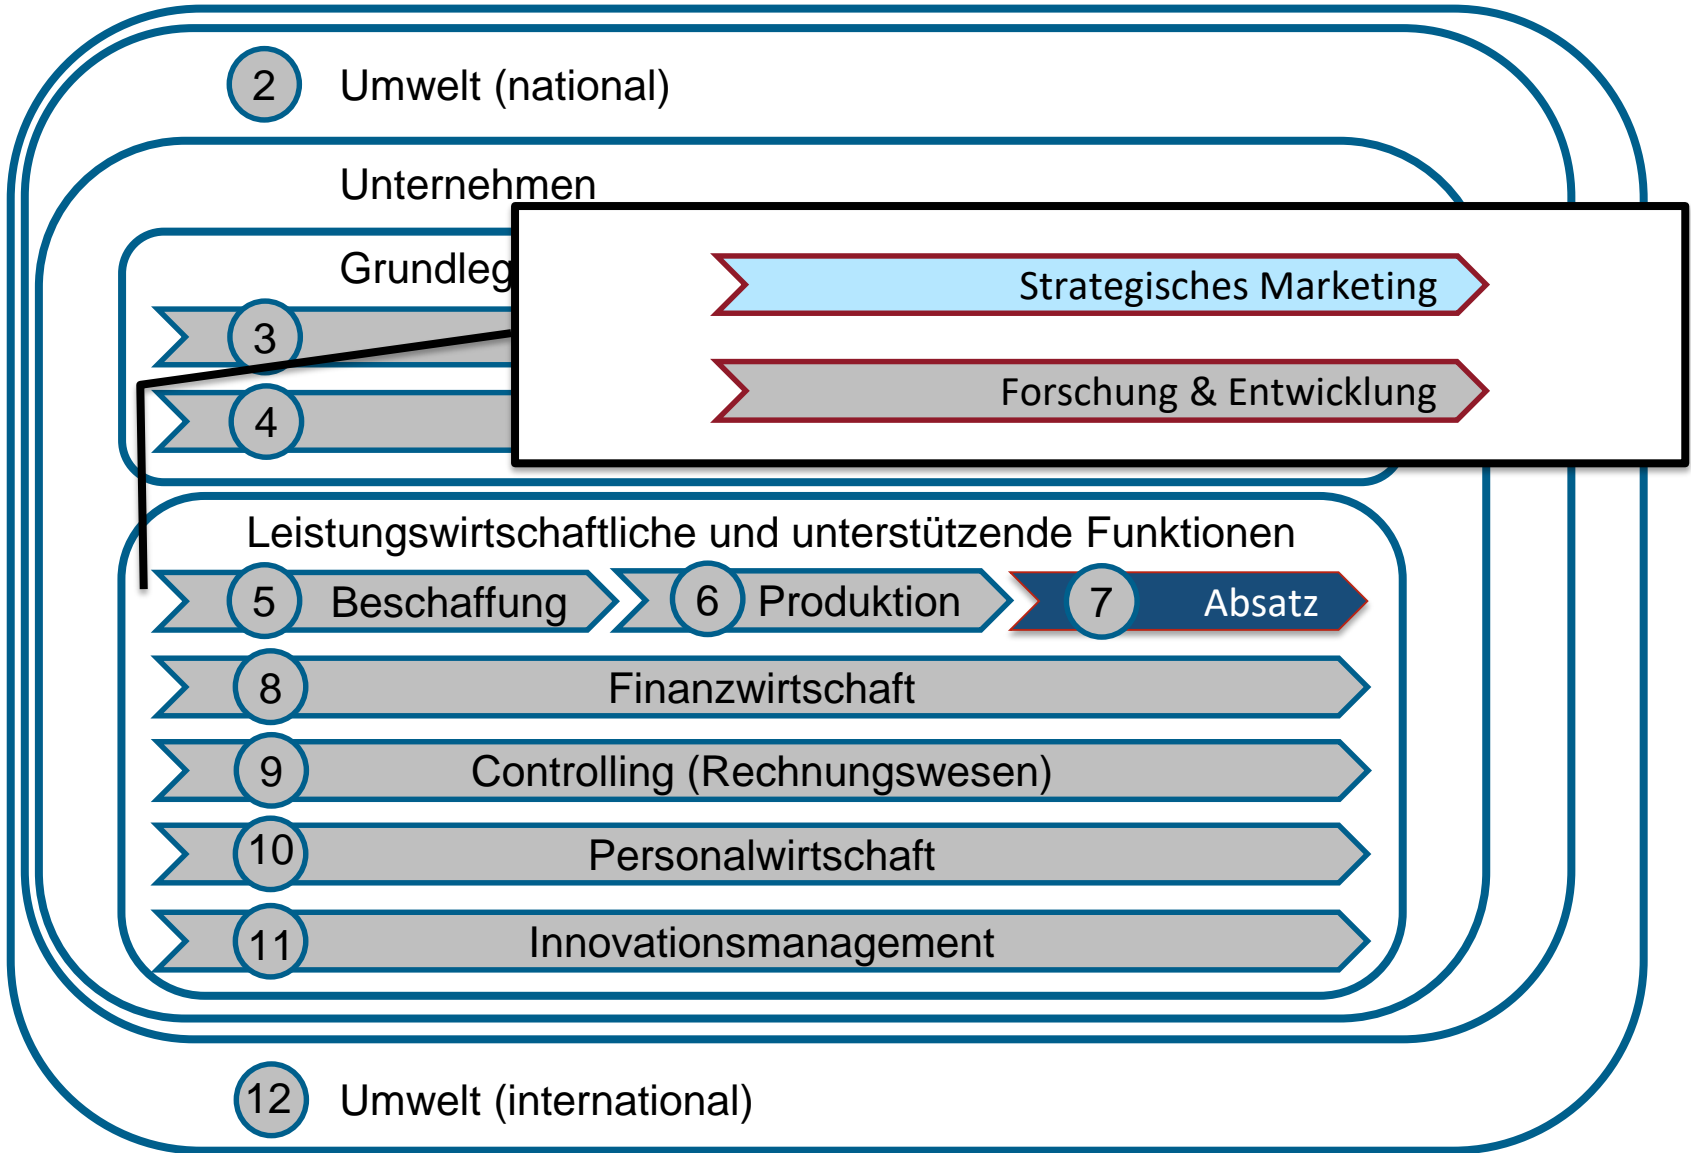 2 Umwelt (national)
Unternehmen
Grundleg
Strategisches Marketing
3
Forschung & Entwicklung
4
Leistungswirtschaftliche und unterstützende Funktionen
5 Beschaffung 6 Produktion 7 Absatz
8 Finanzwirtschaft
9 Controlling (Rechnungswesen)
10 Personalwirtschaft
11 Innovationsmanagement
12 Umwelt (international)